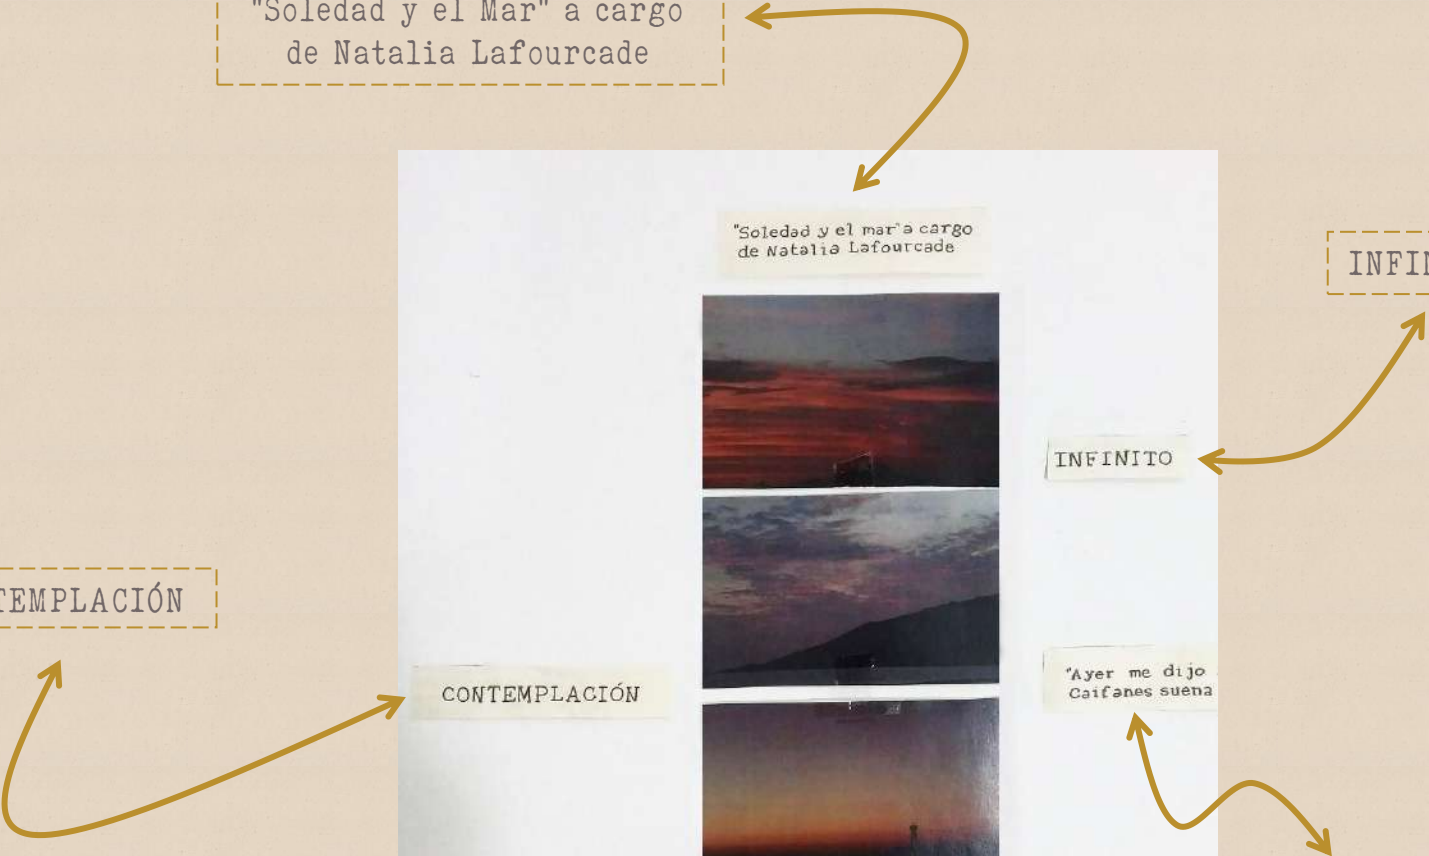 "Soledad y el Mar" a cargo
de Natalia Lafourcade
"Soledad y el mar" a cargo
de Natalia Lafourcade
INFINITO
CONTEMPLACIÓN
"Ayer me dijo
Caifanes suena